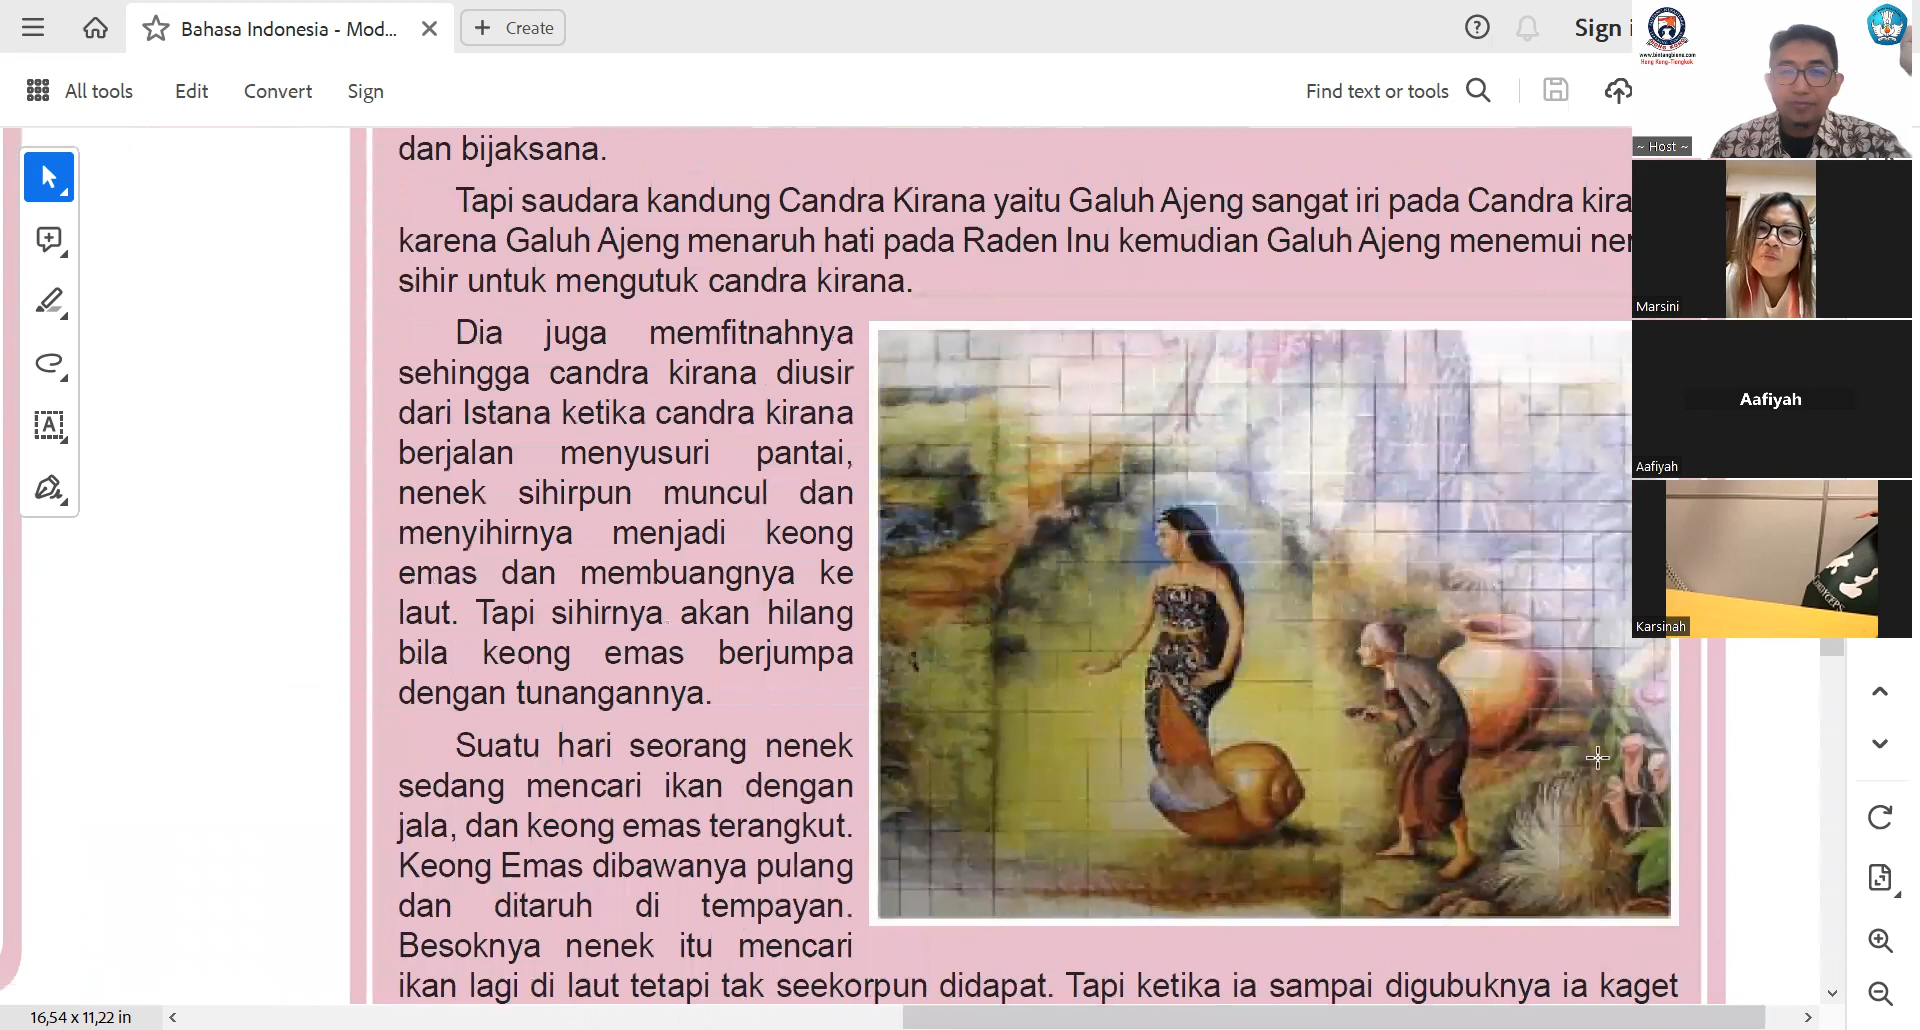 Bahasa Indonesia - Mod...
Create
Sign i
All tools
Edit
Convert
Sign
Find text or tools
www.bintangbiono.com
Hong Kong-Tiongkok
~ Host ~
Marsini
Aafiyah
Aafiyah
Karsinah
dan bijaksana.
Tapi saudara kandung Candra Kirana yaitu Galuh Ajeng sangat iri pada Candra kira
karena Galuh Ajeng menaruh hati pada Raden Inu kemudian Galuh Ajeng menemui ne
sihir untuk mengutuk candra kirana.
Dia juga memfitnahnya
sehingga candra kirana diusir
dari Istana ketika candra kirana
berjalan menyusuri pantai,
nenek sihirpun muncul dan
menyihirnya menjadi keong
emas dan membuangnya ke
laut. Tapi sihirnya akan hilang
bila keong emas berjumpa
dengan tunangannya.
Suatu hari seorang nenek
sedang mencari ikan dengan
jala, dan keong emas terangkut.
Keong Emas dibawanya pulang
dan ditaruh di tempayan.
Besoknya nenek itu mencari
ikan lagi di laut tetapi tak seekorpun didapat. Tapi ketika ia sampai digubuknya ia kaget
16,54 x 11,22 in